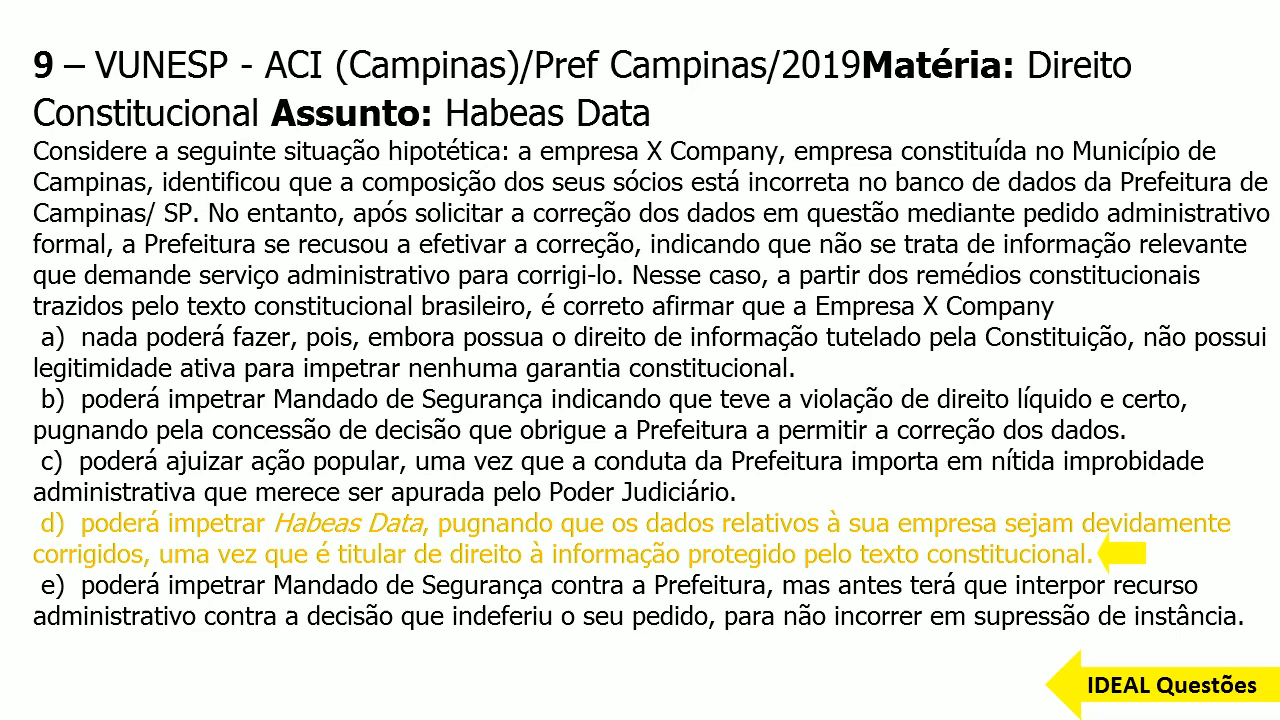 9 – VUNESP - ACI (Campinas)/Pref Campinas/2019Matéria: Direito
Constitucional Assunto: Habeas Data
Considere a seguinte situação hipotética: a empresa X Company, empresa constituída no Município de
Campinas, identificou que a composição dos seus sócios está incorreta no banco de dados da Prefeitura de
Campinas/ SP. No entanto, após solicitar a correção dos dados em questão mediante pedido administrativo
formal, a Prefeitura se recusou a efetivar a correção, indicando que não se trata de informação relevante
que demande serviço administrativo para corrigi-lo. Nesse caso, a partir dos remédios constitucionais
trazidos pelo texto constitucional brasileiro, é correto afirmar que a Empresa X Company
a) nada poderá fazer, pois, embora possua o direito de informação tutelado pela Constituição, não possui
legitimidade ativa para impetrar nenhuma garantia constitucional.
b) poderá impetrar Mandado de Segurança indicando que teve a violação de direito líquido e certo,
pugnando pela concessão de decisão que obrigue a Prefeitura a permitir a correção dos dados.
c) poderá ajuizar ação popular, uma vez que a conduta da Prefeitura importa em nítida improbidade
administrativa que merece ser apurada pelo Poder Judiciário.
d) poderá impetrar Habeas Data, pugnando que os dados relativos à sua empresa sejam devidamente
corrigidos, uma vez que é titular de direito à informação protegido pelo texto constitucional.
e) poderá impetrar Mandado de Segurança contra a Prefeitura, mas antes terá que interpor recurso
administrativo contra a decisão que indeferiu o seu pedido, para não incorrer em supressão de instância.
IDEAL Questões